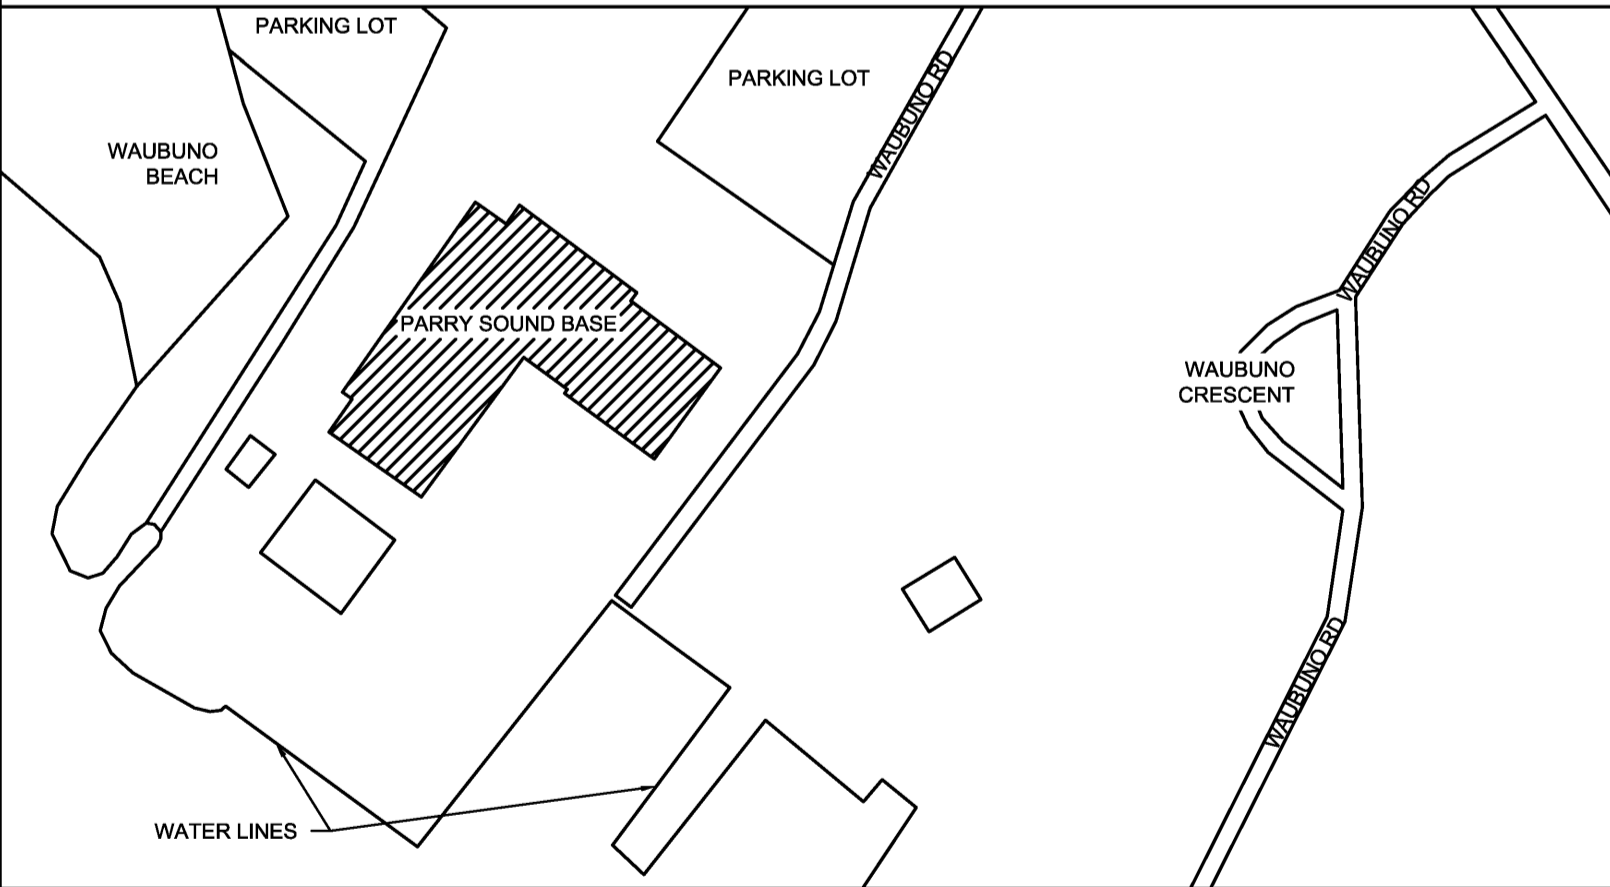 PARKING LOT
PARKING LOT
WAUBUNO RD
WAUBUNO
BEACH
WAUBUNO RD
PARRY SOUND BASE
WAUBUNO
CRESCENT
WAUBUNO RD
WATER LINES